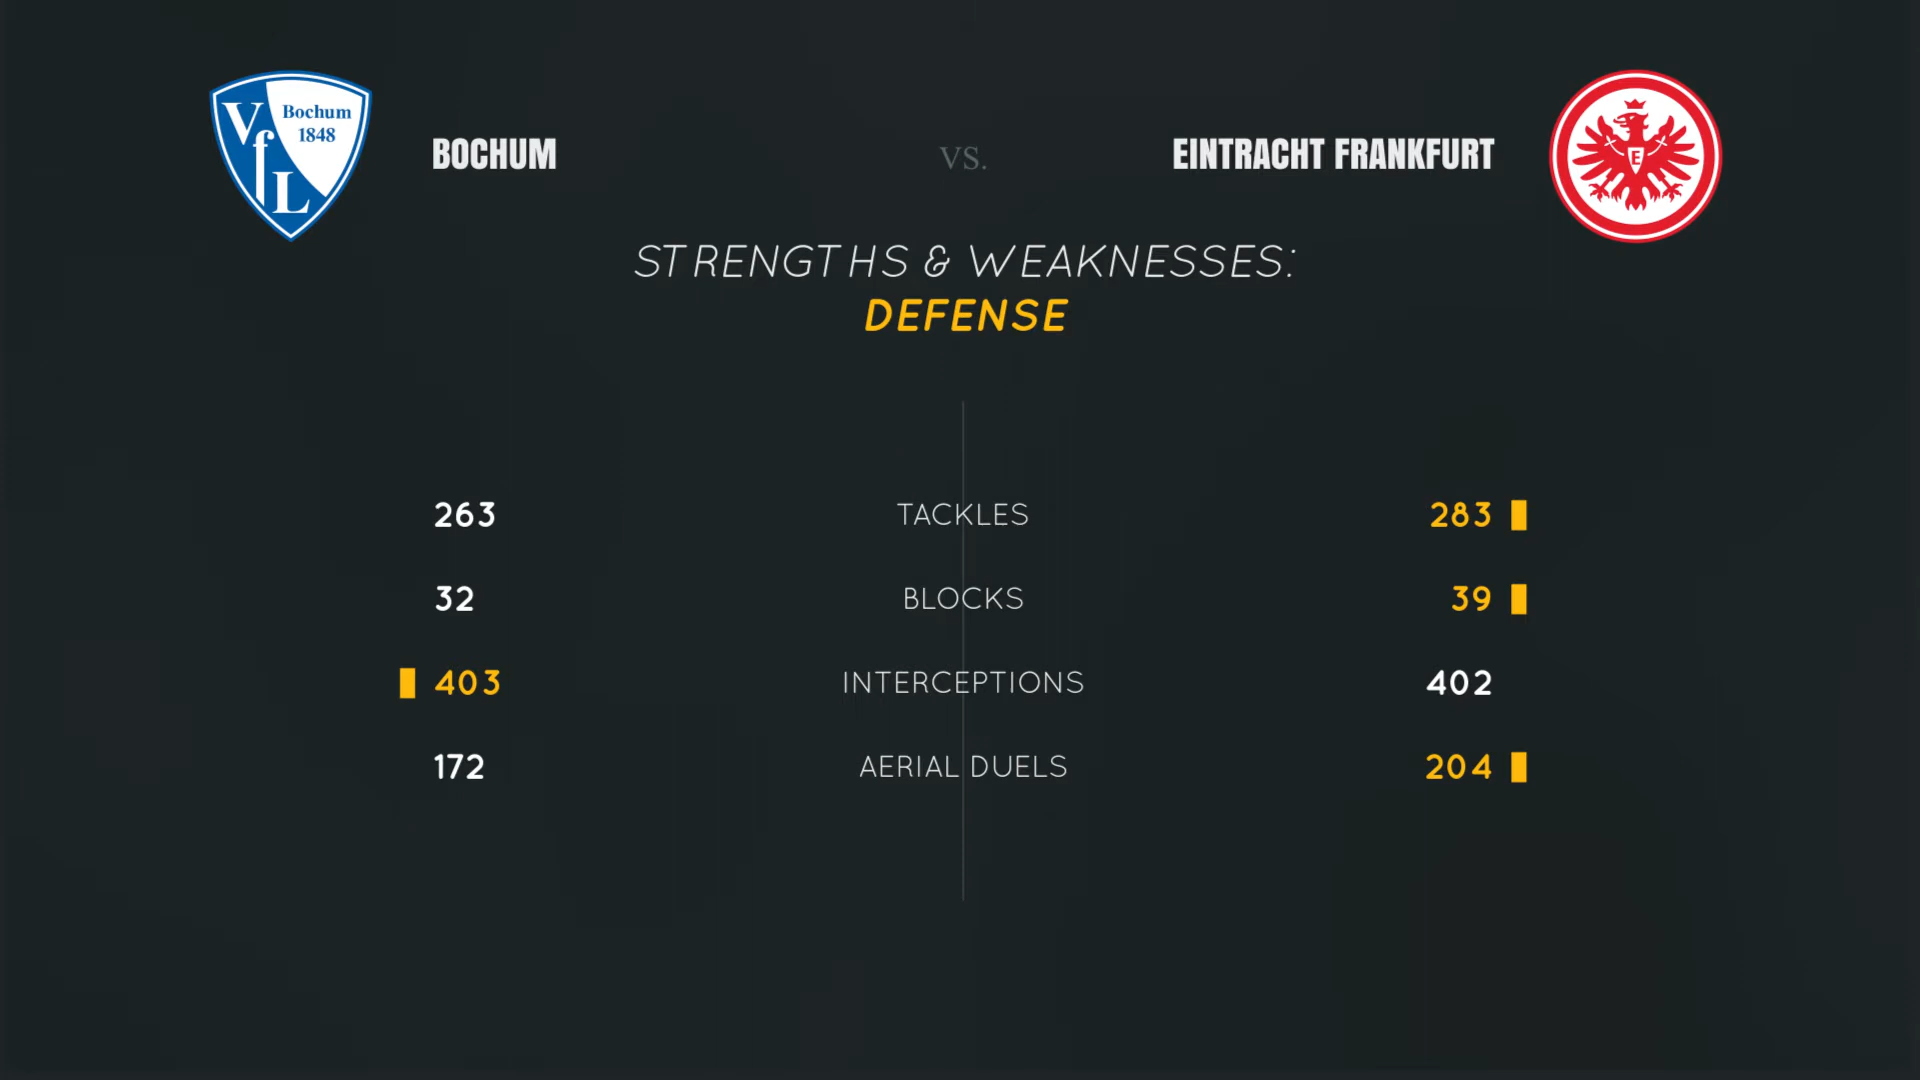 VfL
Bochum
1848
BOCHUM
VS.
EINTRACHT FRANKFURT
E
STRENGTHS & WEAKNESSES:
DEFENSE
263 TACKLES 283
32 BLOCKS 39
403 INTERCEPTIONS 402
172 AERIAL DUELS 204